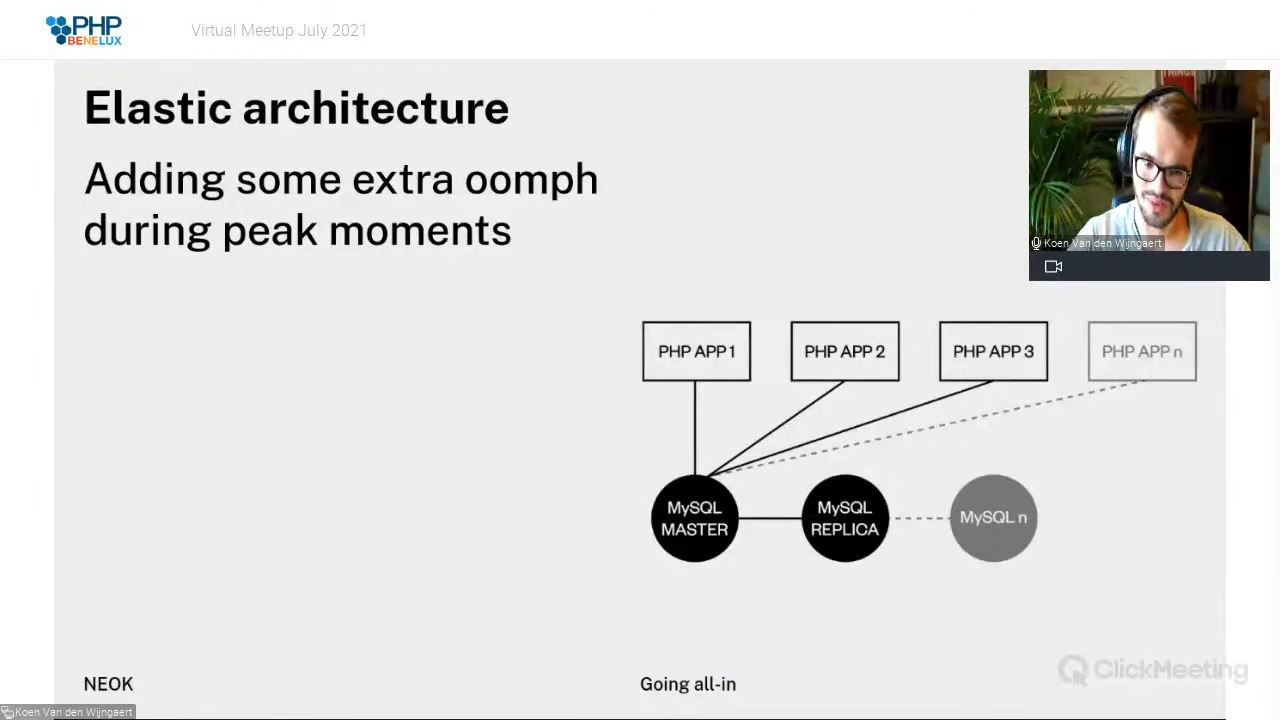 PHP
BENELUX
Virtual Meetup July 2021
Elastic architecture
Adding some extra oomph
during peak moments
THINGS
Koen Van den Wijngaert
PHP APP 1
PHP APP 2
PHP APP 3
PHP APP n
MySQL
MASTER
MySQL
REPLICA
MySQL n
NEOK
Going all-in
ClickMeeting
Koen Van den Wijngaert